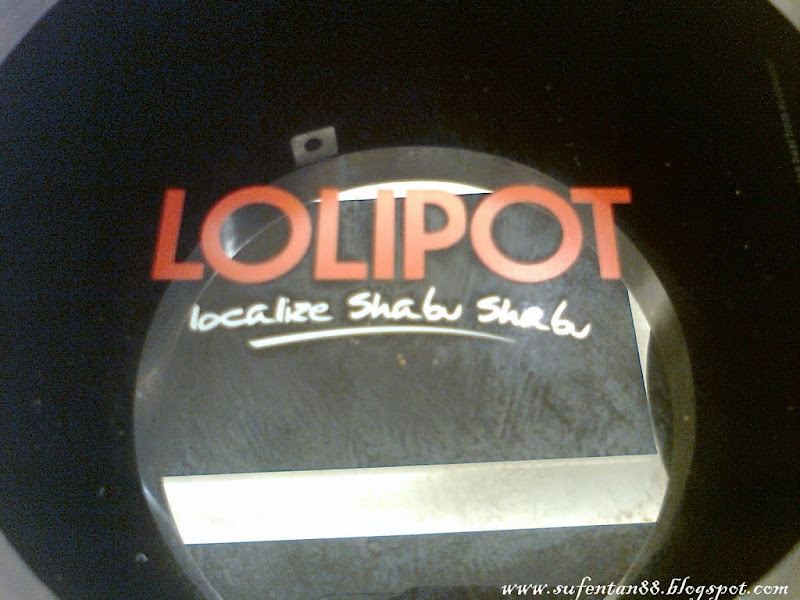 LOLIPOT
localize Shabu Shabu
www.sufentan88.blogspot.com